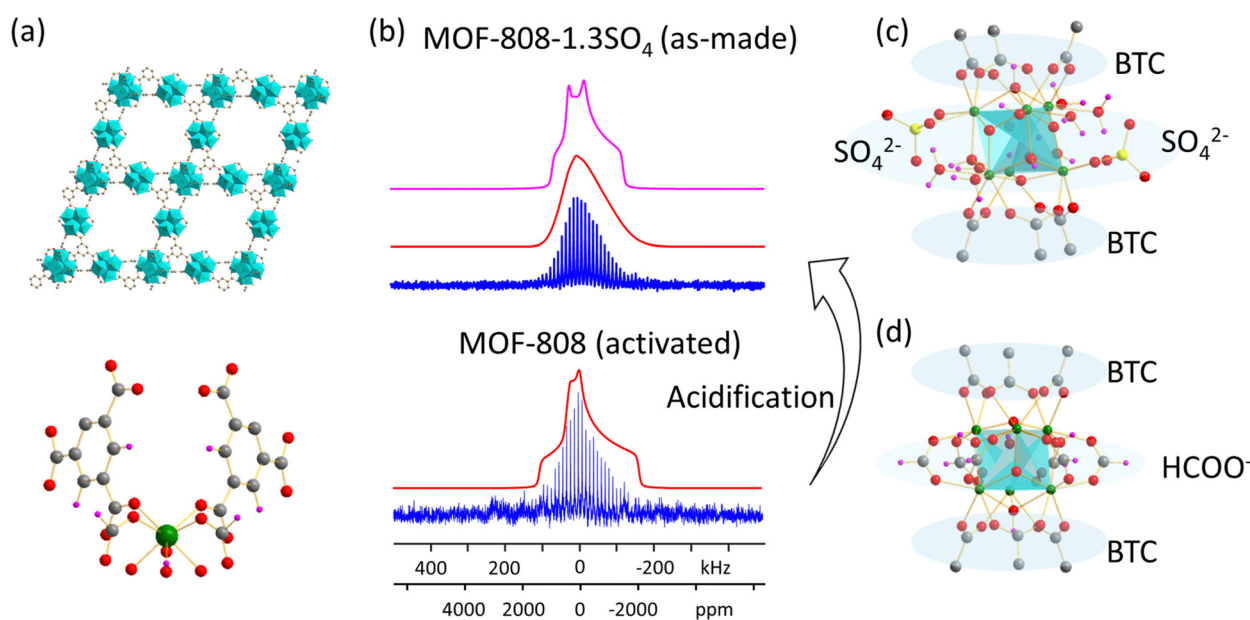 (a)
(b)
MOF-808-1.3SO₄ (as-made)
MOF-808 (activated)
Acidification
400 200 0 -200 kHz
4000 2000 0 -2000 ppm
(c)
BTC
SO₄²⁻
SO₄²⁻
BTC
(d)
BTC
HCOO⁻
BTC